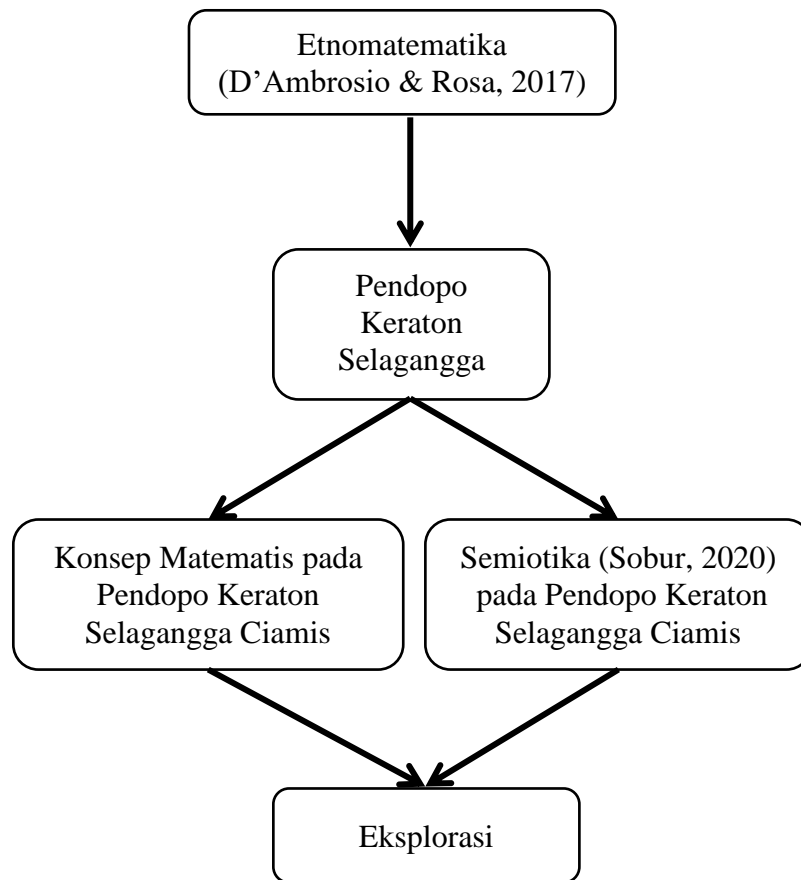 Etnomatematika
(D’Ambrosio & Rosa, 2017)
Pendopo
Keraton
Selagangga
Konsep Matematis pada
Pendopo Keraton
Selagangga Ciamis
Semiotika (Sobur, 2020)
pada Pendopo Keraton
Selagangga Ciamis
Eksplorasi